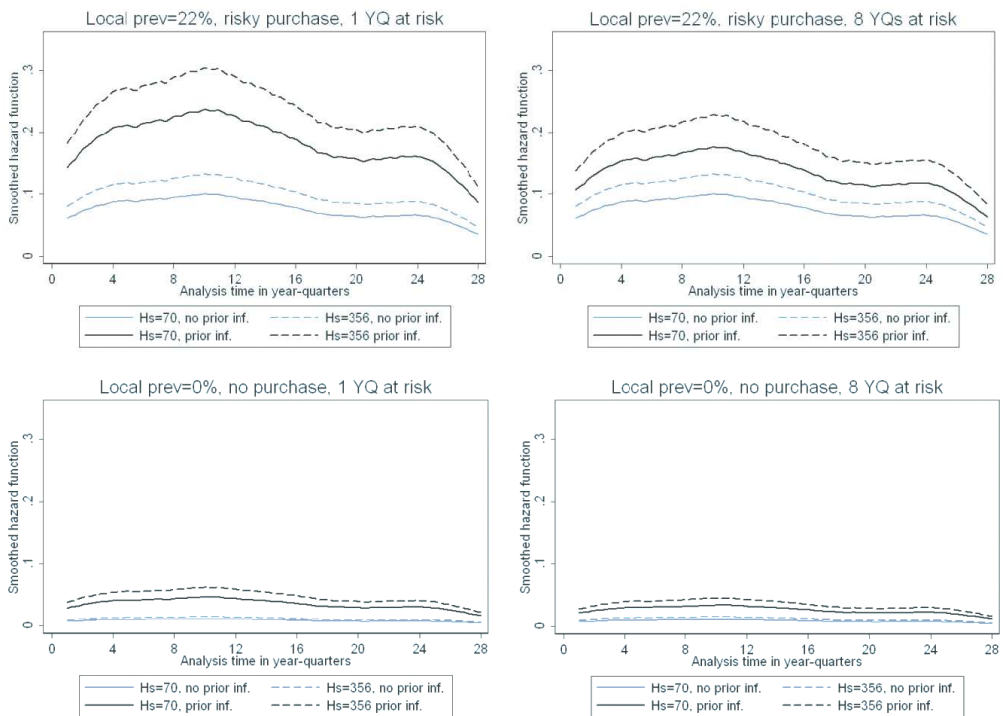 Local prev=22%, risky purchase, 1 YQ at risk
Smoothed hazard function
.3
.2
.1
0
0 4 8 12 16 20 24 28
Analysis time in year-quarters
Hs=70, no prior inf. Hs=356, no prior inf.
Hs=70, prior inf. Hs=356 prior inf.
Local prev=22%, risky purchase, 8 YQs at risk
Smoothed hazard function
.3
.2
.1
0
0 4 8 12 16 20 24 28
Analysis time in year-quarters
Hs=70, no prior inf. Hs=356, no prior inf.
Hs=70, prior inf. Hs=356 prior inf.
Local prev=0%, no purchase, 1 YQ at risk
Smoothed hazard function
.3
.2
.1
0
0 4 8 12 16 20 24 28
Analysis time in year-quarters
Hs=70, no prior inf. Hs=356, no prior inf.
Hs=70, prior inf. Hs=356 prior inf.
Local prev=0%, no purchase, 8 YQ at risk
Smoothed hazard function
.3
.2
.1
0
0 4 8 12 16 20 24 28
Analysis time in year-quarters
Hs=70, no prior inf. Hs=356, no prior inf.
Hs=70, prior inf. Hs=356 prior inf.